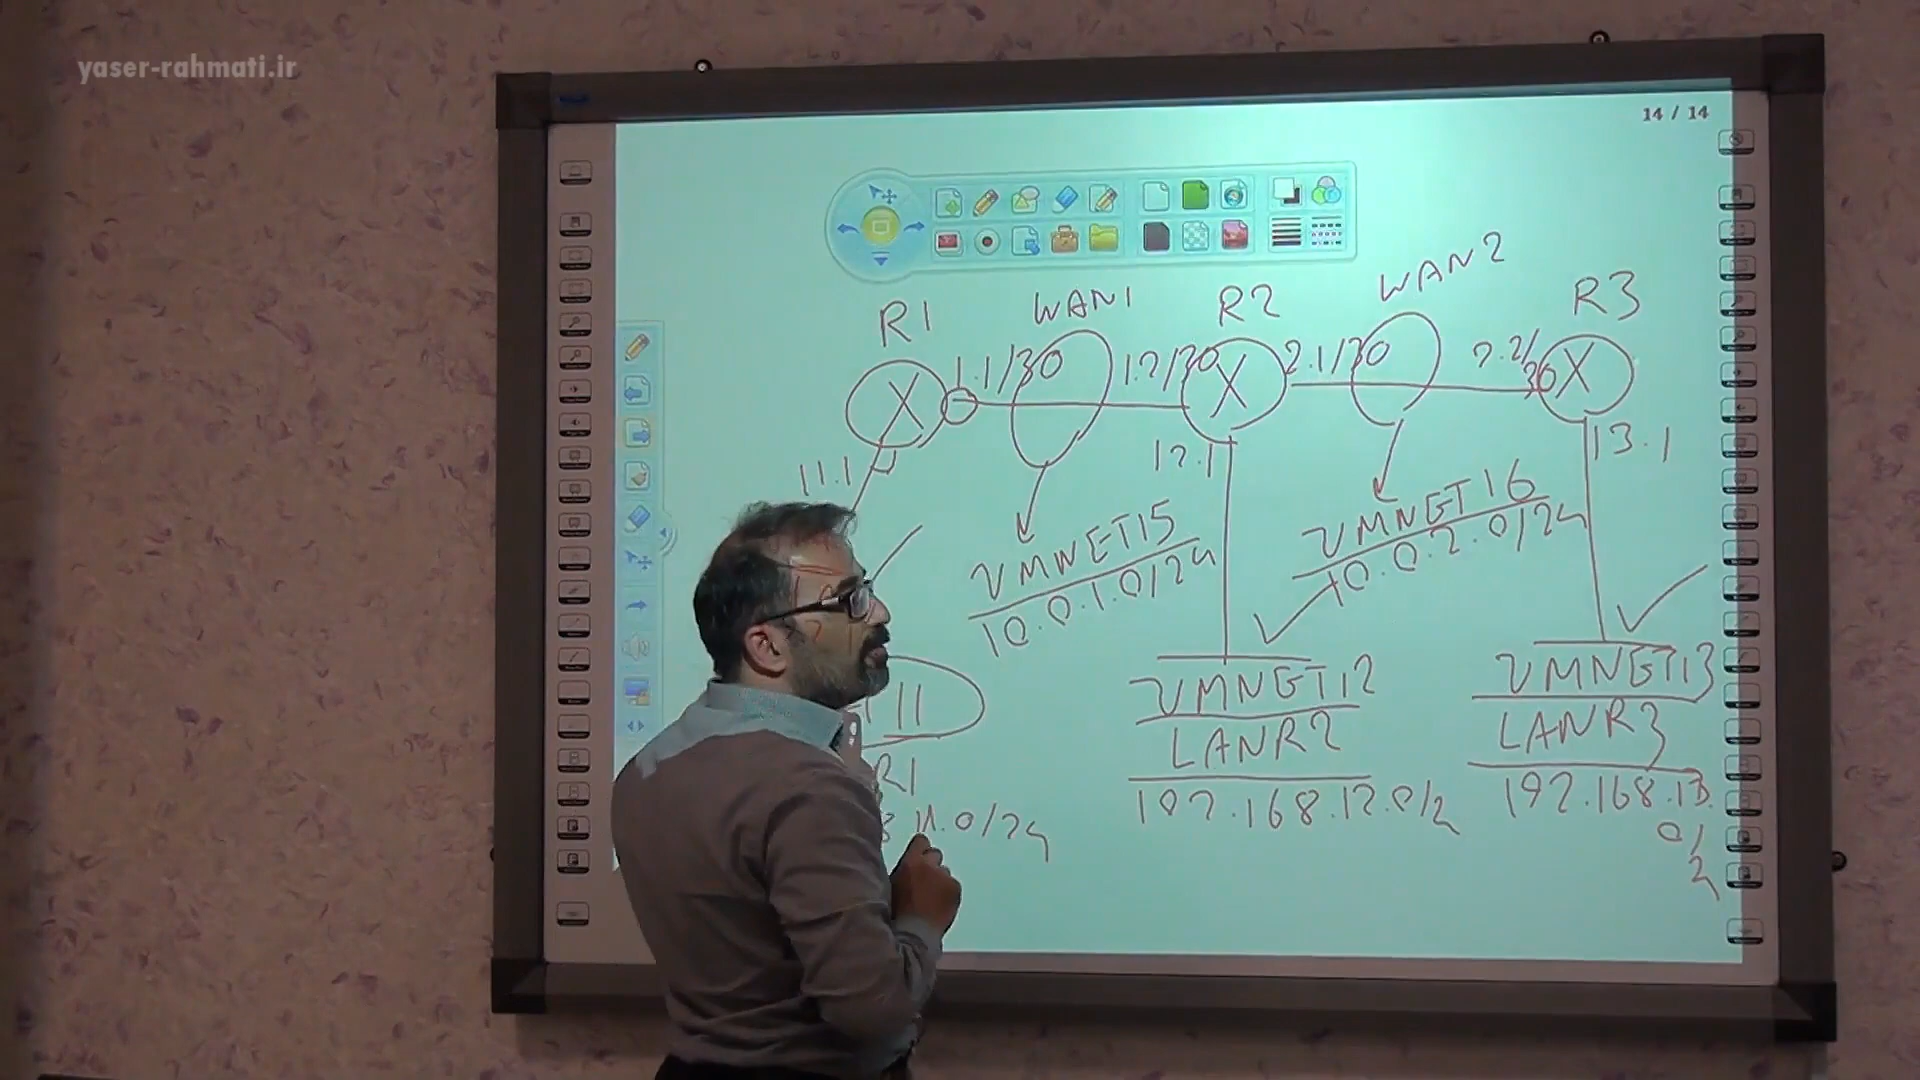 yaser-rahmati.ir
14 / 14
R1
WAN1
R2
WAN2
R3
1.1/30
1.2/30
2.1/30
2.2/30
11.1
12.1
13.1
VMNET15
10.0.1.0/24
VMNET16
10.0.2.0/24
11
R1
8.11.0/24
VMNET12
LANR2
192.168.12.0/2
VMNET13
LANR3
192.168.13.
0/
2